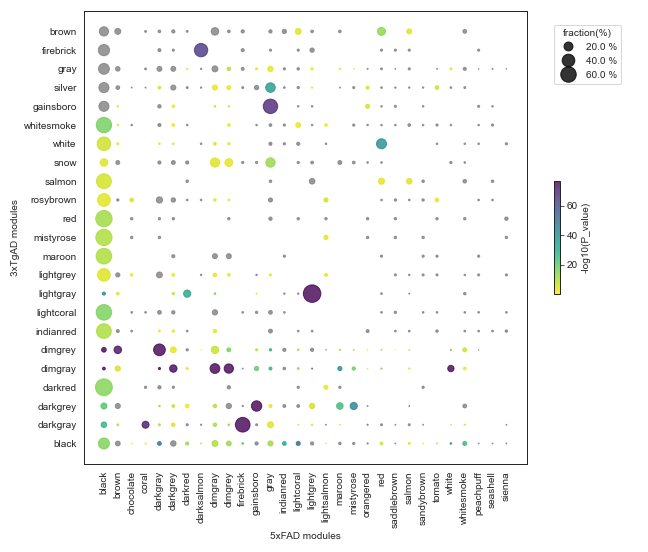 brown
firebrick
gray
silver
gainsboro
whitesmoke
white
snow
salmon
rosybrown
red
mistyrose
maroon
lightgrey
lightgray
lightcoral
indianred
dimgrey
dimgray
darkred
darkgrey
darkgray
black
3xTgAD modules
black
brown
chocolate
coral
darkgray
darkgrey
darkred
darksalmon
dimgray
dimgrey
firebrick
gainsboro
gray
indianred
lightcoral
lightgrey
lightsalmon
maroon
mistyrose
orangered
red
saddlebrown
salmon
sandybrown
tomato
white
whitesmoke
peachpuff
seashell
sienna
5xFAD modules
fraction(%)
20.0 %
40.0 %
60.0 %
60
40
20
-log10(P_value)